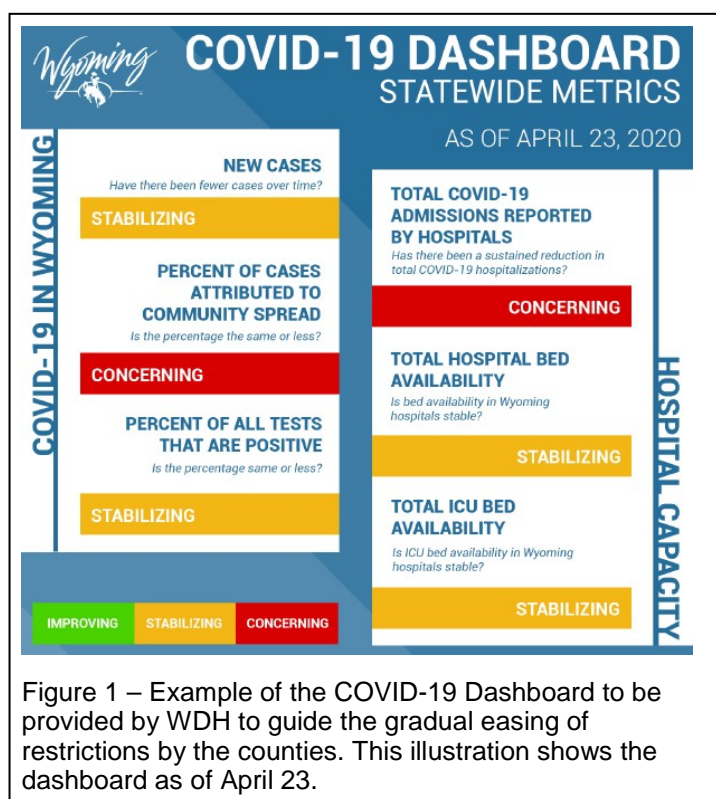 Wyoming
COVID-19 DASHBOARD
STATEWIDE METRICS
AS OF APRIL 23, 2020
COVID-19 IN WYOMING
NEW CASES
Have there been fewer cases over time?
STABILIZING
PERCENT OF CASES
ATTRIBUTED TO
COMMUNITY SPREAD
Is the percentage the same or less?
CONCERNING
PERCENT OF ALL TESTS
THAT ARE POSITIVE
Is the percentage same or less?
STABILIZING
IMPROVING STABILIZING CONCERNING
TOTAL COVID-19
ADMISSIONS REPORTED
BY HOSPITALS
Has there been a sustained reduction in
total COVID-19 hospitalizations?
CONCERNING
TOTAL HOSPITAL BED
AVAILABILITY
Is bed availability in Wyoming
hospitals stable?
STABILIZING
TOTAL ICU BED
AVAILABILITY
Is ICU bed availability in Wyoming
hospitals stable?
STABILIZING
HOSPITAL CAPACITY
Figure 1 – Example of the COVID-19 Dashboard to be
provided by WDH to guide the gradual easing of
restrictions by the counties. This illustration shows the
dashboard as of April 23.